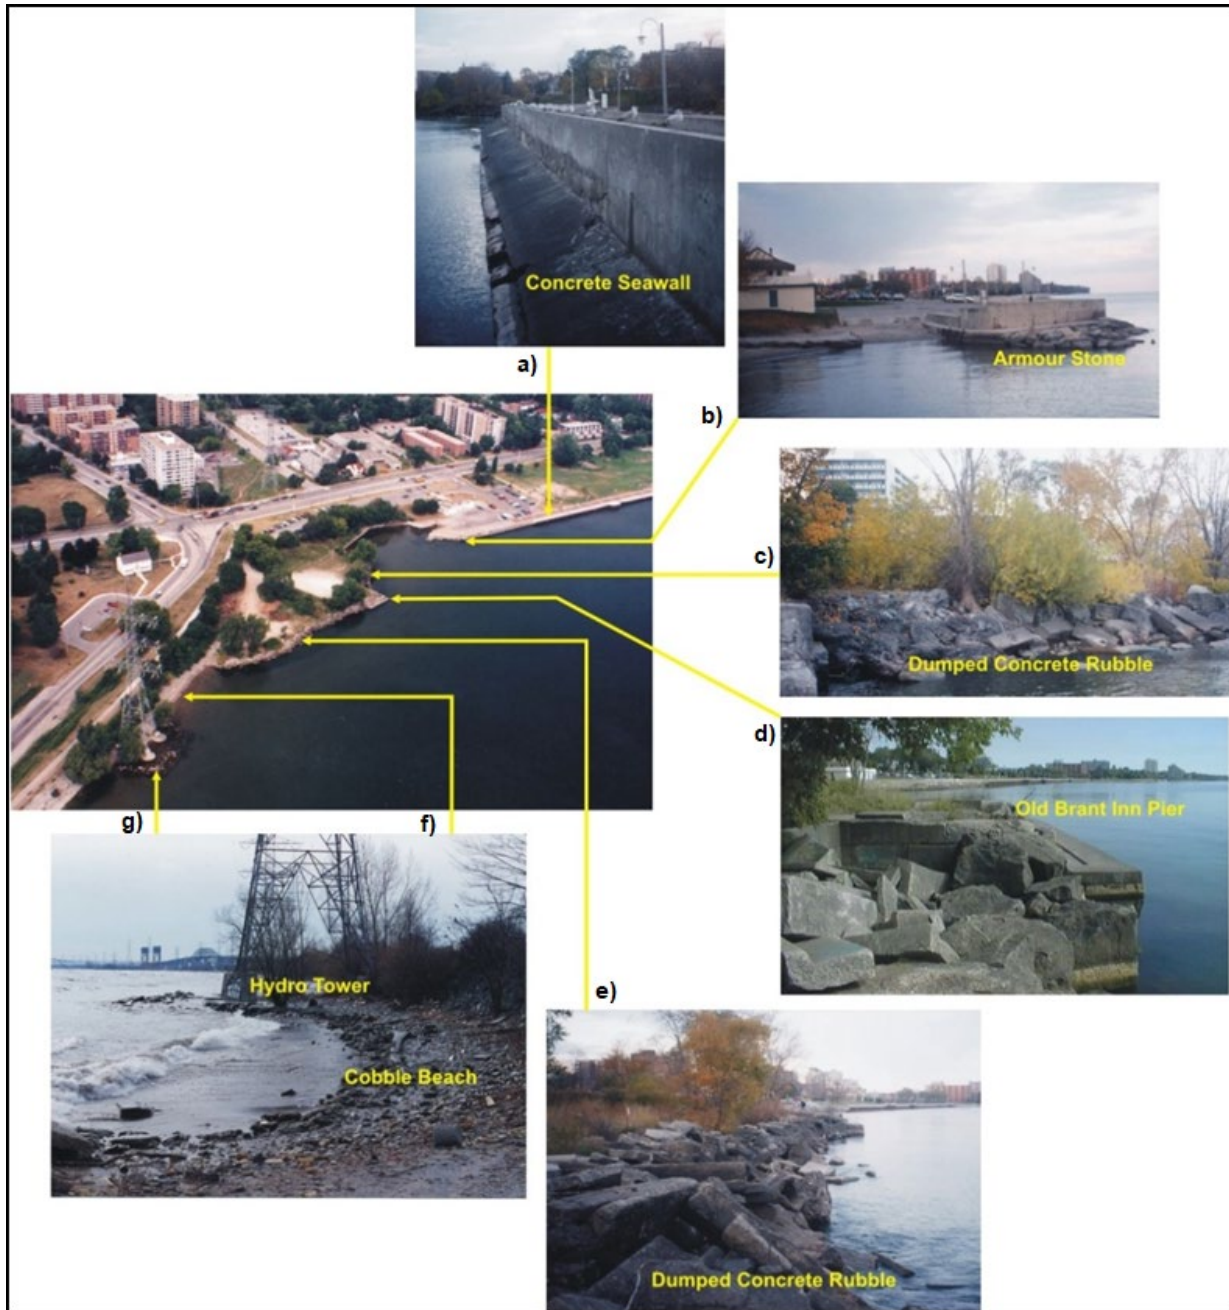 Concrete Seawall
a)
Armour Stone
b)
c)
Dumped Concrete Rubble
d)
Old Brant Inn Pier
g)
f)
Hydro Tower
Cobble Beach
e)
Dumped Concrete Rubble